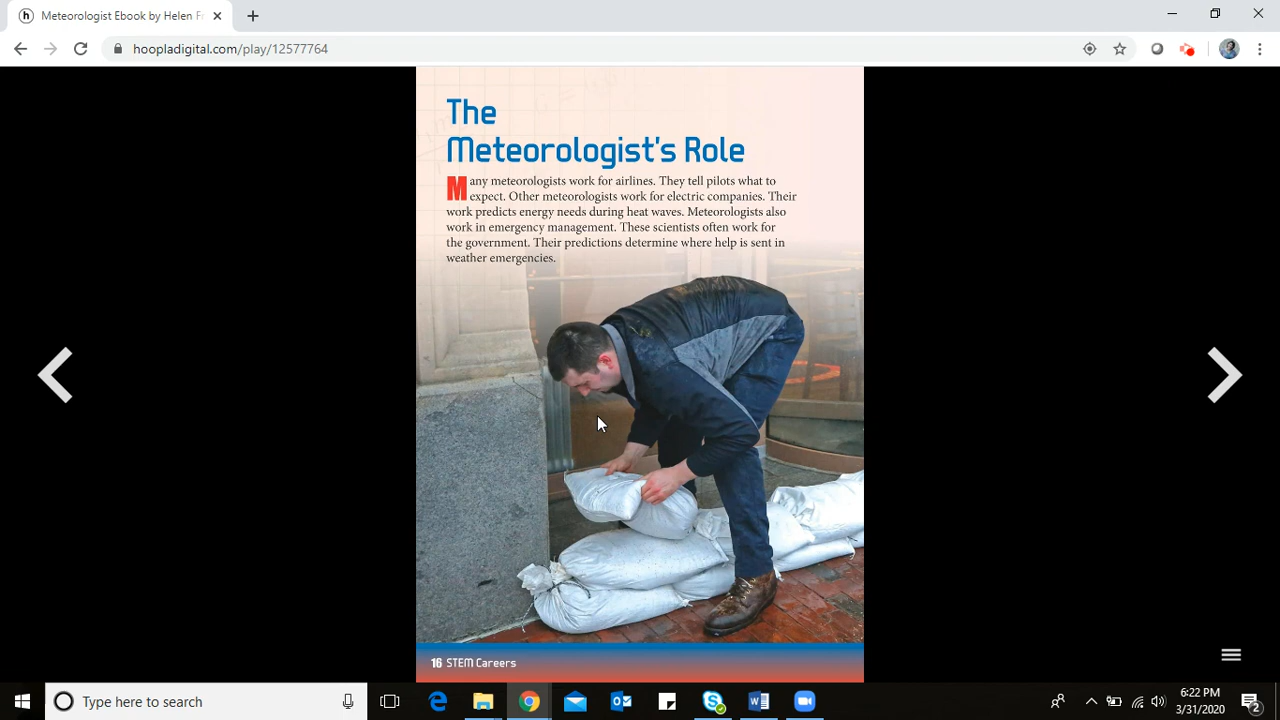 Meteorologist Ebook by Helen F
hoopladigital.com/play/12577764
The
Meteorologist's Role
Many meteorologists work for airlines. They tell pilots what to
expect. Other meteorologists work for electric companies. Their
work predicts energy needs during heat waves. Meteorologists also
work in emergency management. These scientists often work for
the government. Their predictions determine where help is sent in
weather emergencies.
16 STEM Careers
Type here to search
6:22 PM
3/31/2020
2